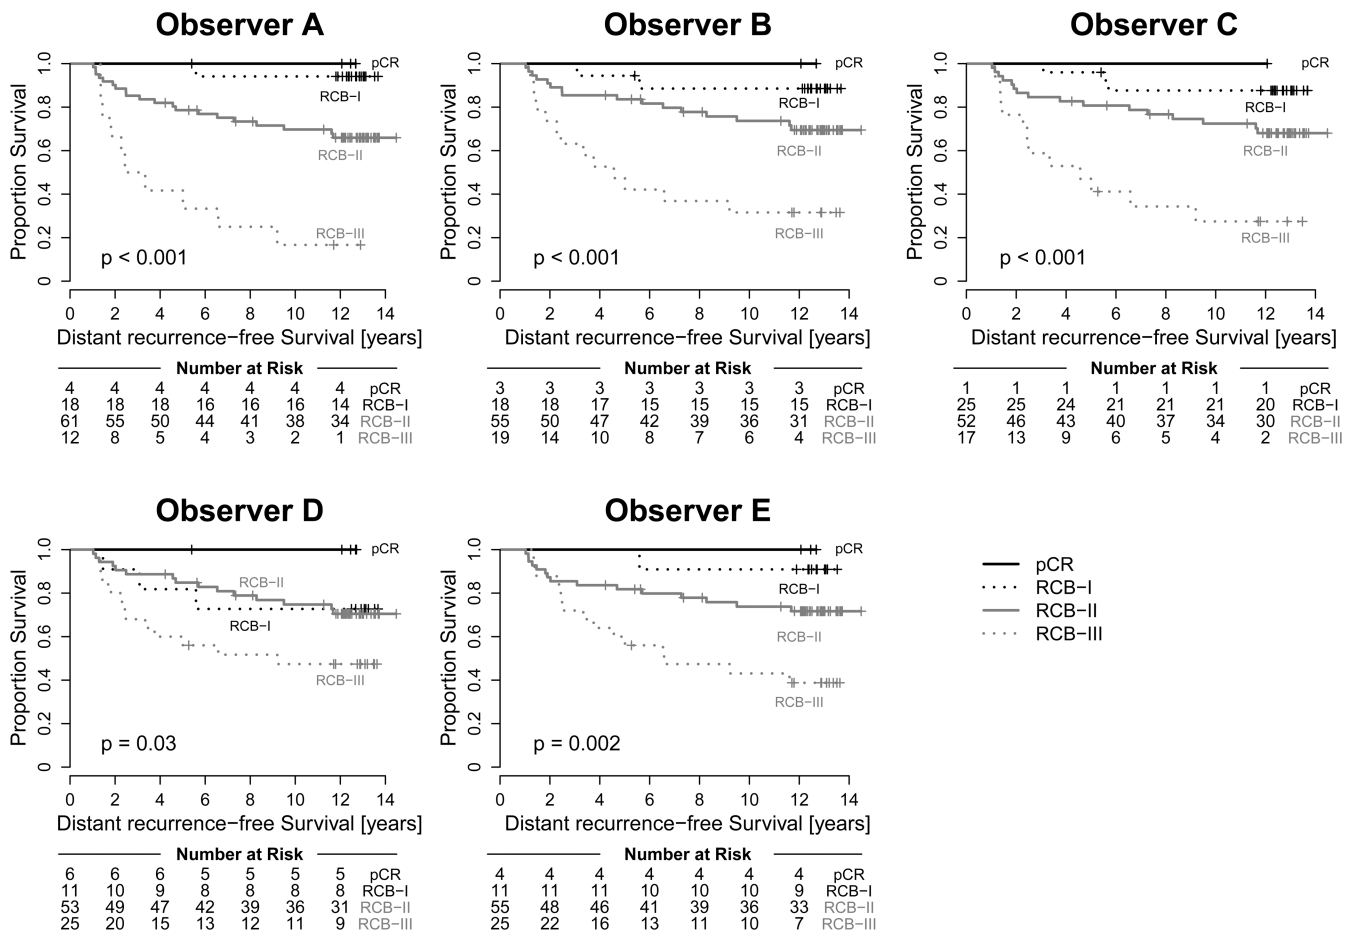 Observer A
Proportion Survival
1.0
0.8
0.6
0.4
0.2
0
pCR
RCB−I
RCB−II
RCB−III
p < 0.001
0 2 4 6 8 10 12 14
Distant recurrence−free Survival [years]
Number at Risk
4 4 4 4 4 4 4 pCR
18 18 18 16 16 16 14 RCB−I
61 55 50 44 41 38 34 RCB−II
12 8 5 4 3 2 1 RCB−III
Observer B
Proportion Survival
1.0
0.8
0.6
0.4
0.2
0
pCR
RCB−I
RCB−II
RCB−III
p < 0.001
0 2 4 6 8 10 12 14
Distant recurrence−free Survival [years]
Number at Risk
3 3 3 3 3 3 3 pCR
18 18 17 15 15 15 15 RCB−I
55 50 47 42 39 36 31 RCB−II
19 14 10 8 7 6 4 RCB−III
Observer C
Proportion Survival
1.0
0.8
0.6
0.4
0.2
0
pCR
RCB−I
RCB−II
RCB−III
p < 0.001
0 2 4 6 8 10 12 14
Distant recurrence−free Survival [years]
Number at Risk
1 1 1 1 1 1 1 pCR
25 25 24 21 21 21 20 RCB−I
52 46 43 40 37 34 30 RCB−II
17 13 9 6 5 4 2 RCB−III
Observer D
Proportion Survival
1.0
0.8
0.6
0.4
0.2
0
pCR
RCB−II
RCB−I
RCB−III
p = 0.03
0 2 4 6 8 10 12 14
Distant recurrence−free Survival [years]
Number at Risk
6 6 6 5 5 5 5 pCR
11 10 9 8 8 8 8 RCB−I
53 49 47 42 39 36 31 RCB−II
25 20 15 13 12 11 9 RCB−III
Observer E
Proportion Survival
1.0
0.8
0.6
0.4
0.2
0
pCR
RCB−I
RCB−II
RCB−III
p = 0.002
0 2 4 6 8 10 12 14
Distant recurrence−free Survival [years]
Number at Risk
4 4 4 4 4 4 4 pCR
11 11 11 10 10 10 9 RCB−I
55 48 46 41 39 36 33 RCB−II
25 22 16 13 11 10 7 RCB−III
pCR
RCB−I
RCB−II
RCB−III